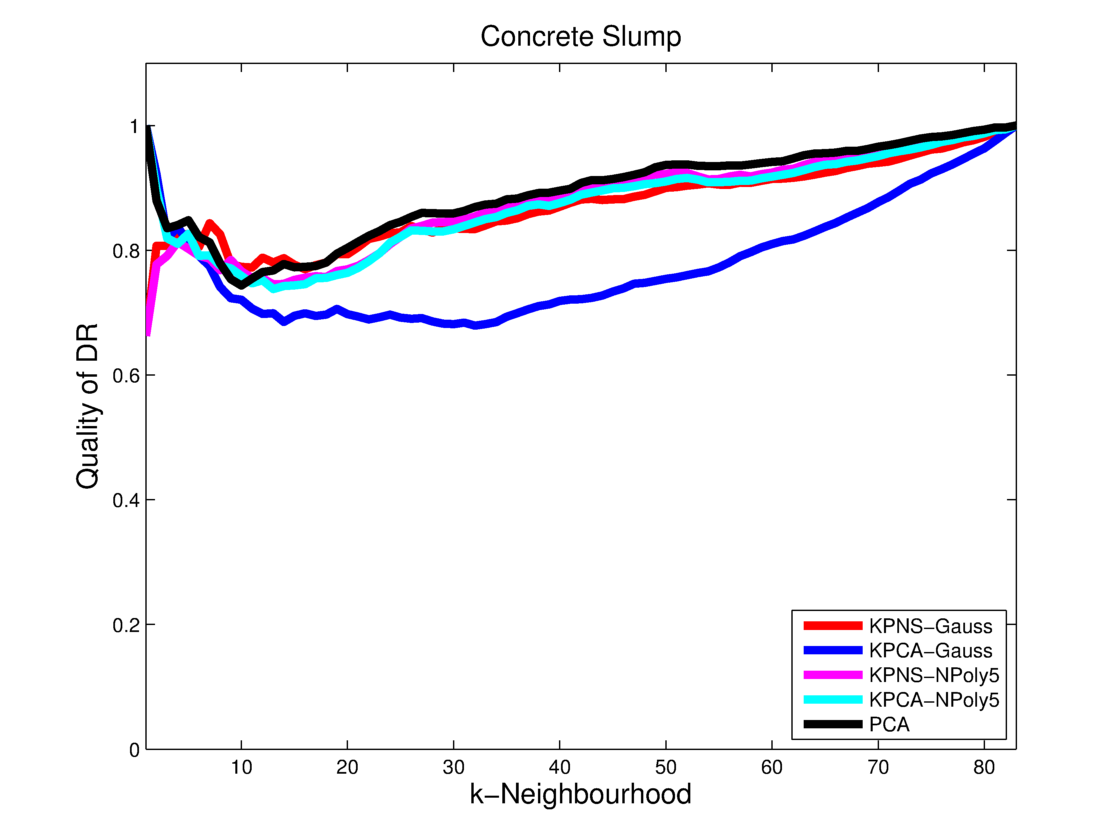 Concrete Slump
Quality of DR
1
0.8
0.6
0.4
0.2
0
10 20 30 40 50 60 70 80
k−Neighbourhood
KPNS−Gauss
KPCA−Gauss
KPNS−NPoly5
KPCA−NPoly5
PCA